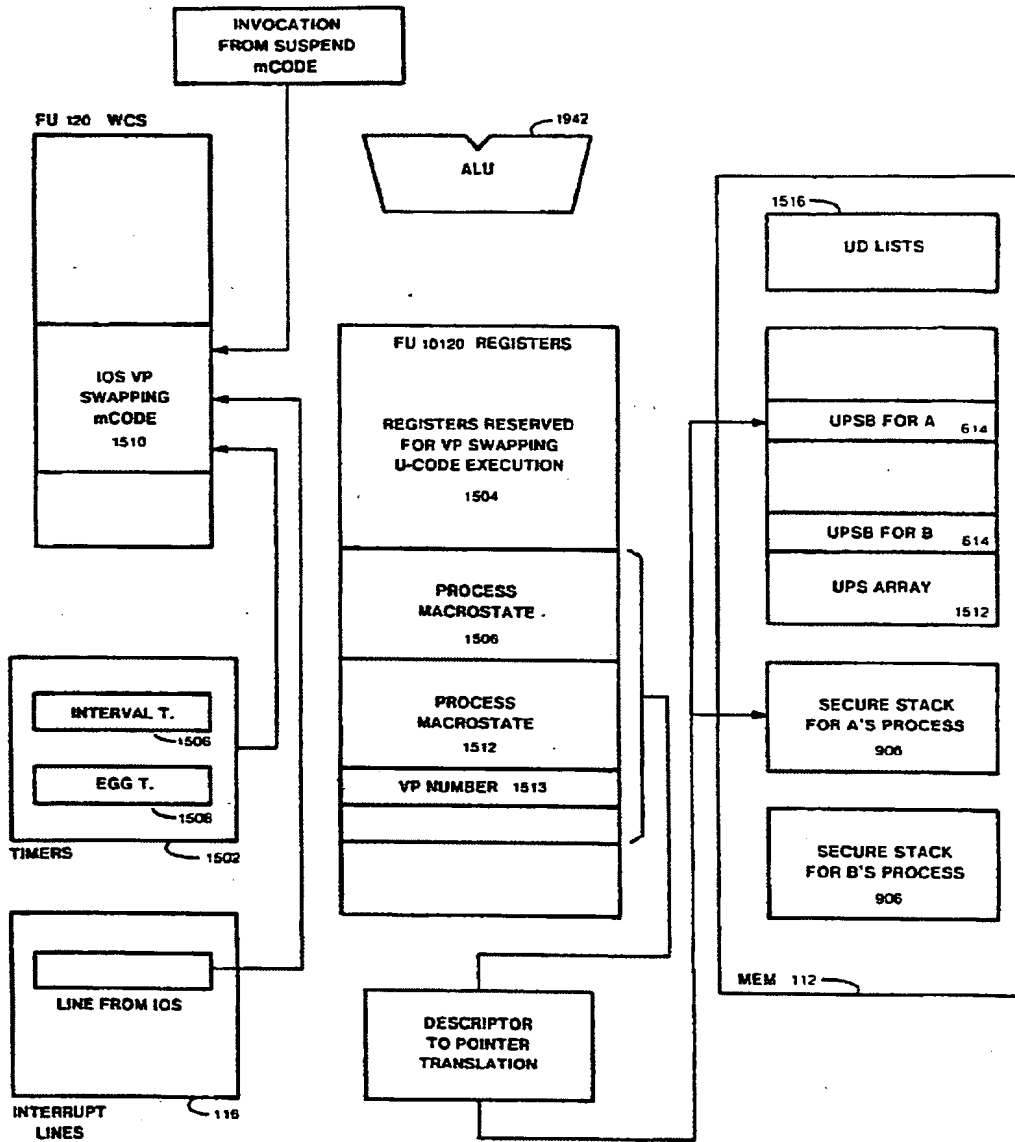 INVOCATION
FROM SUSPEND
mCODE
FU 120 WCS
1942
ALU
1516
UD LISTS
IOS VP
SWAPPING
mCODE
1510
FU 10120 REGISTERS
REGISTERS RESERVED
FOR VP SWAPPING
U-CODE EXECUTION
1504
UPSB FOR A 614
UPSB FOR B 614
UPS ARRAY
1512
PROCESS
MACROSTATE
1506
PROCESS
MACROSTATE
1512
VP NUMBER 1513
INTERVAL T.
1506
EGG T.
1508
TIMERS
1502
SECURE STACK
FOR A'S PROCESS
906
SECURE STACK
FOR B'S PROCESS
906
MEM 112
LINE FROM IOS
INTERRUPT
LINES
116
DESCRIPTOR
TO POINTER
TRANSLATION